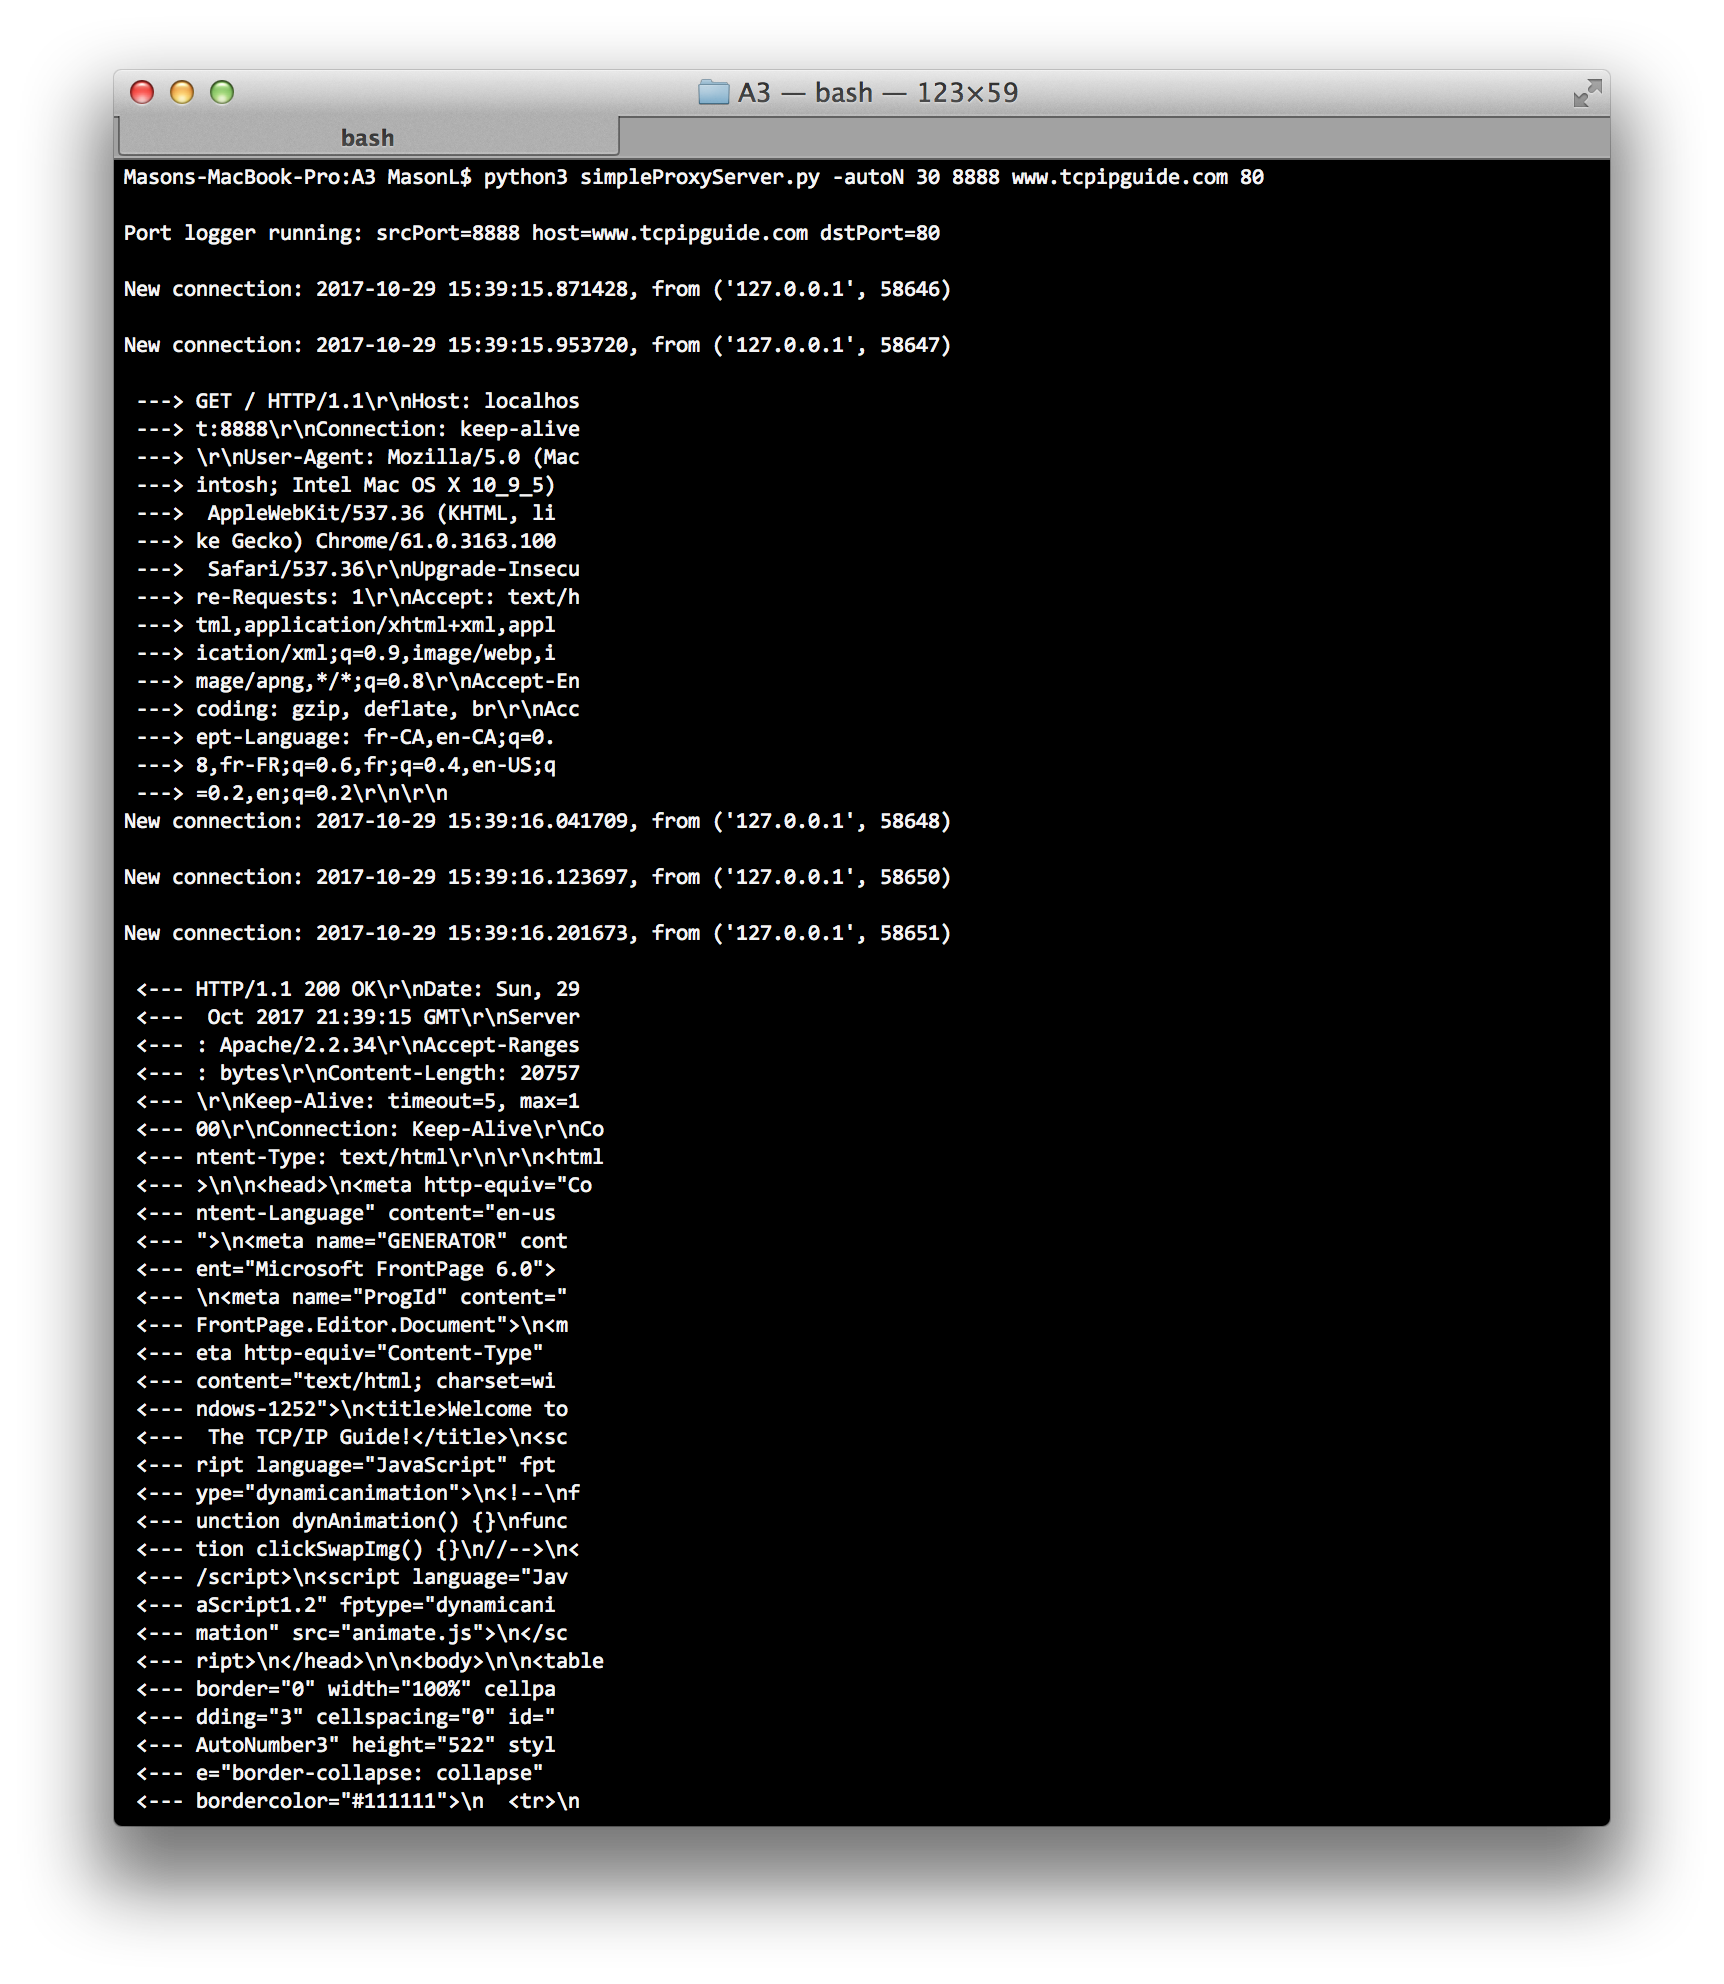 A3 — bash — 123×59
bash
Masons-MacBook-Pro:A3 MasonL$ python3 simpleProxyServer.py -autoN 30 8888 www.tcpipguide.com 80
Port logger running: srcPort=8888 host=www.tcpipguide.com dstPort=80
New connection: 2017-10-29 15:39:15.871428, from ('127.0.0.1', 58646)
New connection: 2017-10-29 15:39:15.953720, from ('127.0.0.1', 58647)
---> GET / HTTP/1.1\r\nHost: localhos
---> t:8888\r\nConnection: keep-alive
---> \r\nUser-Agent: Mozilla/5.0 (Mac
---> intosh; Intel Mac OS X 10_9_5)
--->  AppleWebKit/537.36 (KHTML, li
---> ke Gecko) Chrome/61.0.3163.100
--->  Safari/537.36\r\nUpgrade-Insecu
---> re-Requests: 1\r\nAccept: text/h
---> tml,application/xhtml+xml,appl
---> ication/xml;q=0.9,image/webp,i
---> mage/apng,*/*;q=0.8\r\nAccept-En
---> coding: gzip, deflate, br\r\nAcc
---> ept-Language: fr-CA,en-CA;q=0.
---> 8,fr-FR;q=0.6,fr;q=0.4,en-US;q
---> =0.2,en;q=0.2\r\n\r\n
New connection: 2017-10-29 15:39:16.041709, from ('127.0.0.1', 58648)
New connection: 2017-10-29 15:39:16.123697, from ('127.0.0.1', 58650)
New connection: 2017-10-29 15:39:16.201673, from ('127.0.0.1', 58651)
<--- HTTP/1.1 200 OK\r\nDate: Sun, 29
<---  Oct 2017 21:39:15 GMT\r\nServer
<--- : Apache/2.2.34\r\nAccept-Ranges
<--- : bytes\r\nContent-Length: 20757
<--- \r\nKeep-Alive: timeout=5, max=1
<--- 00\r\nConnection: Keep-Alive\r\nCo
<--- ntent-Type: text/html\r\n\r\n<html
<--- >\n\n<head>\n<meta http-equiv="Co
<--- ntent-Language" content="en-us
<--- ">\n<meta name="GENERATOR" cont
<--- ent="Microsoft FrontPage 6.0">
<--- \n<meta name="ProgId" content="
<--- FrontPage.Editor.Document">\n<m
<--- eta http-equiv="Content-Type"
<--- content="text/html; charset=wi
<--- ndows-1252">\n<title>Welcome to
<---  The TCP/IP Guide!</title>\n<sc
<--- ript language="JavaScript" fpt
<--- ype="dynamicanimation">\n<!--\nf
<--- unction dynAnimation() {}\nfunc
<--- tion clickSwapImg() {}\n//-->\n<
<--- /script>\n<script language="Jav
<--- aScript1.2" fptype="dynamicani
<--- mation" src="animate.js">\n</sc
<--- ript>\n</head>\n\n<body>\n\n<table
<--- border="0" width="100%" cellpa
<--- dding="3" cellspacing="0" id="
<--- AutoNumber3" height="522" styl
<--- e="border-collapse: collapse"
<--- bordercolor="#111111">\n  <tr>\n